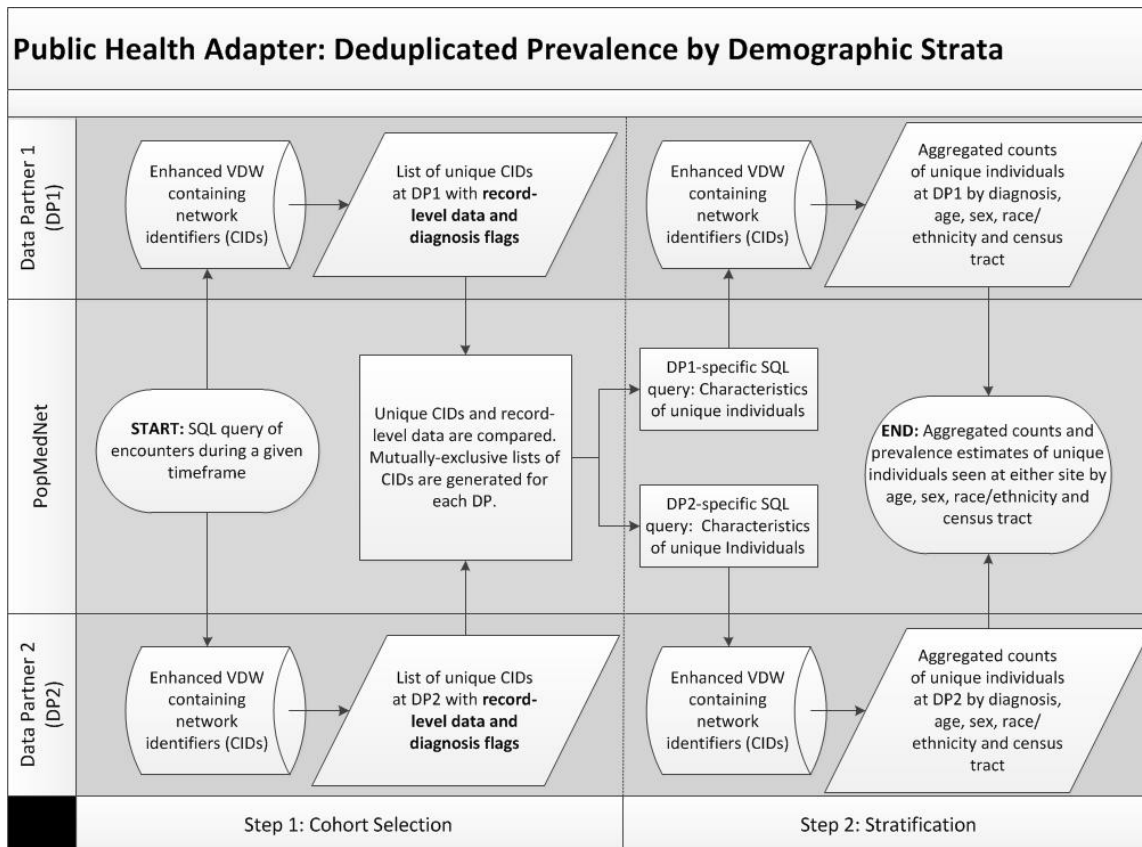 Public Health Adapter: Deduplicated Prevalence by Demographic Strata
Data Partner 1
(DP1)
Enhanced VDW
containing
network
identifiers (CIDs)
List of unique CIDs
at DP1 with record-
level data and
diagnosis flags
Enhanced VDW
containing
network
identifiers (CIDs)
Aggregated counts
of unique individuals
at DP1 by diagnosis,
age, sex, race/
ethnicity and census
tract
PopMedNet
START: SQL query of
encounters during a given
timeframe
Unique CIDs and record-
level data are compared.
Mutually-exclusive lists of
CIDs are generated for
each DP.
DP1-specific SQL
query: Characteristics
of unique individuals
DP2-specific SQL
query:  Characteristics
of unique Individuals
END: Aggregated counts and
prevalence estimates of unique
individuals seen at either site by
age, sex, race/ethnicity and
census tract
Data Partner 2
(DP2)
Enhanced VDW
containing
network
identifiers (CIDs)
List of unique CIDs
at DP2 with record-
level data and
diagnosis flags
Enhanced VDW
containing
network
identifiers (CIDs)
Aggregated counts
of unique individuals
at DP2 by diagnosis,
age, sex, race/
ethnicity and census
tract
Step 1: Cohort Selection
Step 2: Stratification